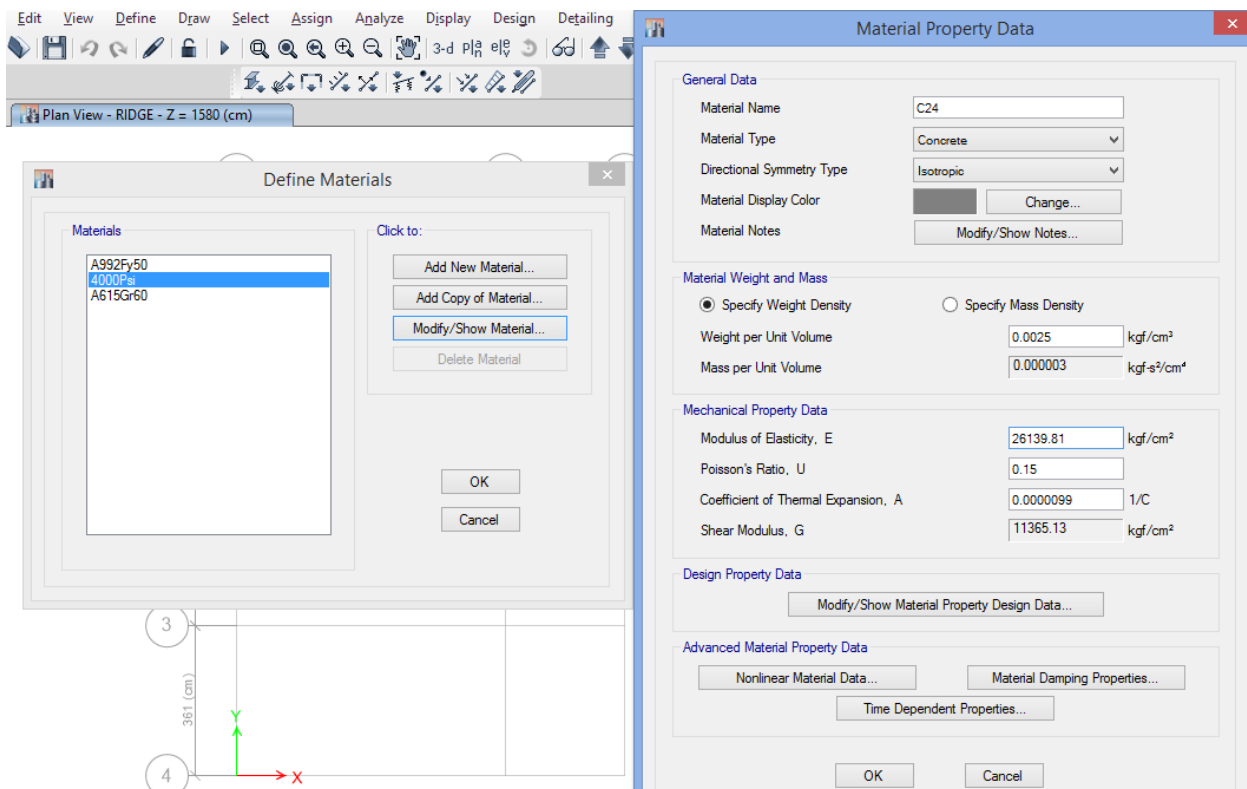 Edit View Define Draw Select Assign Analyze Display Design Detailing
3-d
Plan View - RIDGE - Z = 1580 (cm)
Define Materials
Materials
A992Fy50
4000Psi
A615Gr60
Click to:
Add New Material...
Add Copy of Material...
Modify/Show Material...
Delete Material
OK
Cancel
3
361 (cm)
Y
X
4
Material Property Data
General Data
Material Name C24
Material Type Concrete
Directional Symmetry Type Isotropic
Material Display Color Change...
Material Notes Modify/Show Notes...
Material Weight and Mass
Specify Weight Density Specify Mass Density
Weight per Unit Volume 0.0025 kgf/cm³
Mass per Unit Volume 0.000003 kgf-s²/cm⁴
Mechanical Property Data
Modulus of Elasticity, E 26139.81 kgf/cm²
Poisson's Ratio, U 0.15
Coefficient of Thermal Expansion, A 0.0000099 1/C
Shear Modulus, G 11365.13 kgf/cm²
Design Property Data
Modify/Show Material Property Design Data...
Advanced Material Property Data
Nonlinear Material Data... Material Damping Properties...
Time Dependent Properties...
OK Cancel